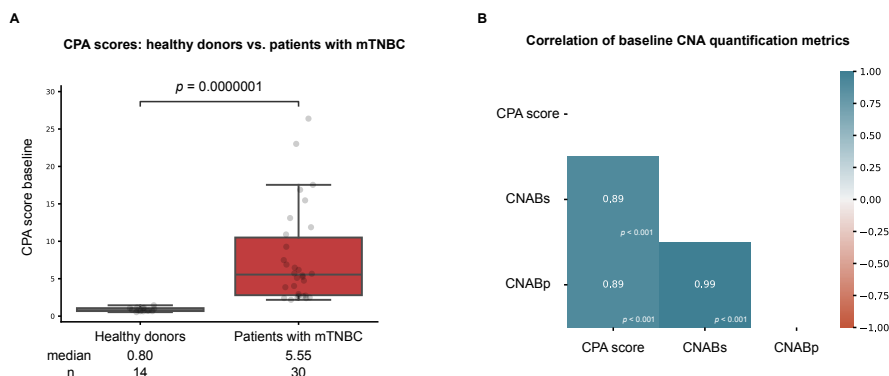 A
CPA scores: healthy donors vs. patients with mTNBC
p = 0.0000001
30
25
20
15
10
5
0
CPA score baseline
Healthy donors Patients with mTNBC
median 0.80 5.55
n 14 30
B
Correlation of baseline CNA quantification metrics
CPA score
CNABs
CNABp
0.89
p < 0.001
0.89
p < 0.001
0.99
p < 0.001
CPA score CNABs CNABp
1.00
0.75
0.50
0.25
0.00
−0.25
−0.50
−0.75
−1.00